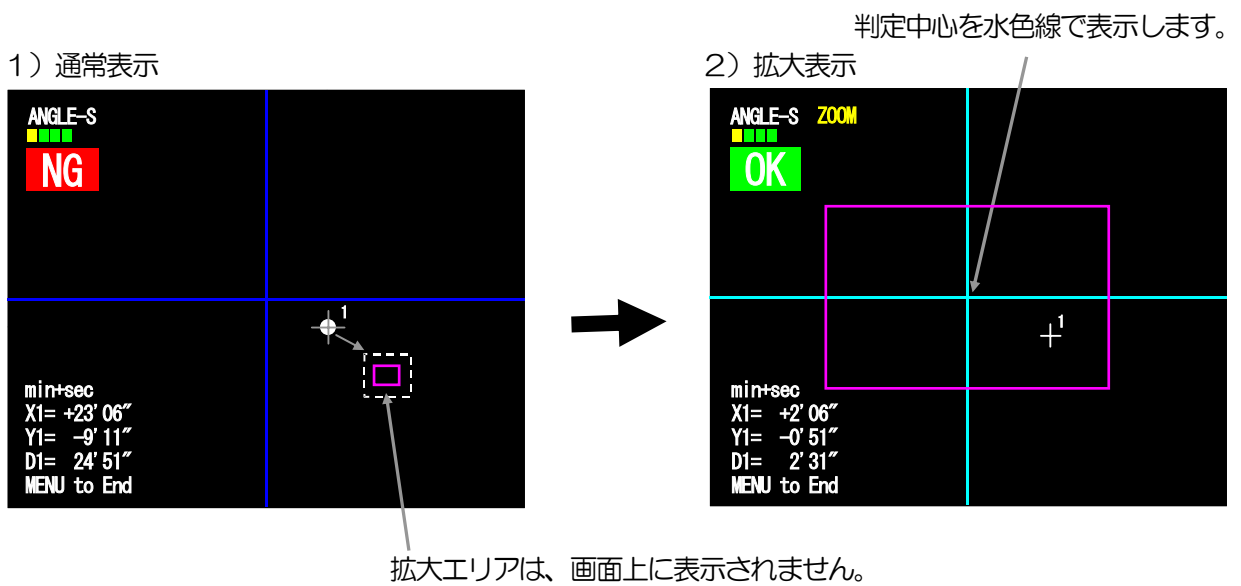 判定中心を水色線で表示します。
1）通常表示
2）拡大表示
ANGLE-S
NG
1
min+sec
X1= +23'06"
Y1= -9'11"
D1= 24'51"
MENU to End
ANGLE-S ZOOM
OK
1
min+sec
X1= +2'06"
Y1= -0'51"
D1= 2'31"
MENU to End
拡大エリアは、画面上に表示されません。